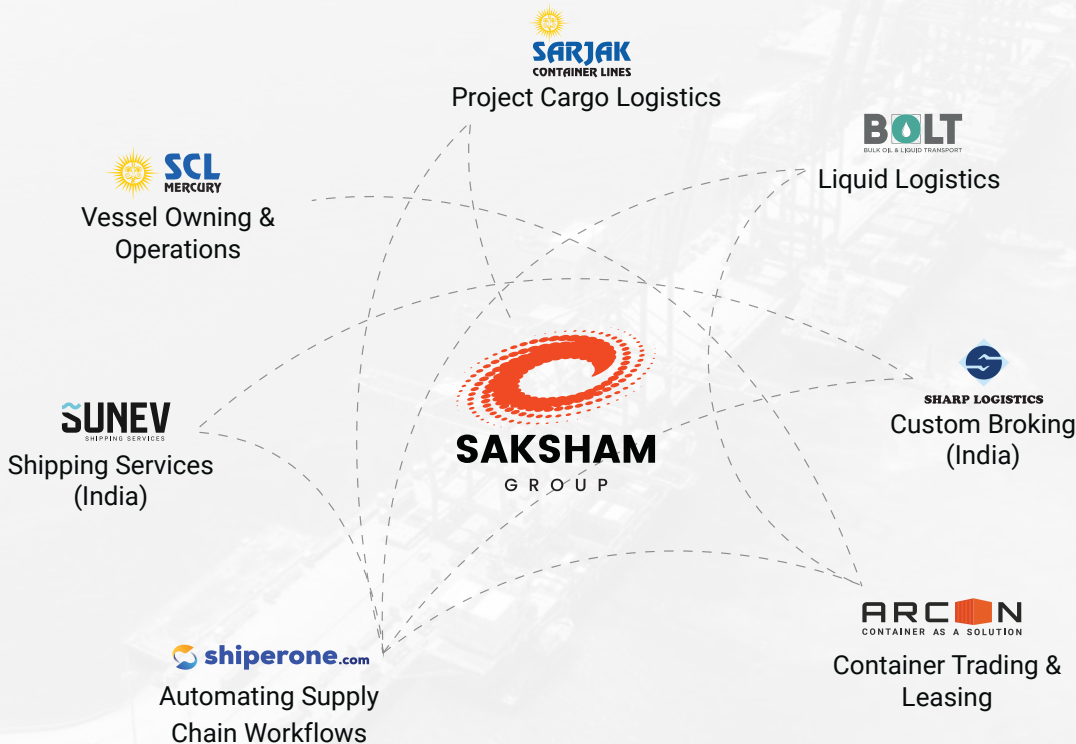 SARJAK
CONTAINER LINES
Project Cargo Logistics
BOLT
BULK OIL & LIQUID TRANSPORT
Liquid Logistics
SCL
MERCURY
Vessel Owning &
Operations
SAKSHAM
GROUP
SHARP LOGISTICS
Custom Broking
(India)
SUNEV
SHIPPING SERVICES
Shipping Services
(India)
ARCON
CONTAINER AS A SOLUTION
Container Trading &
Leasing
shiperone.com
Automating Supply
Chain Workflows